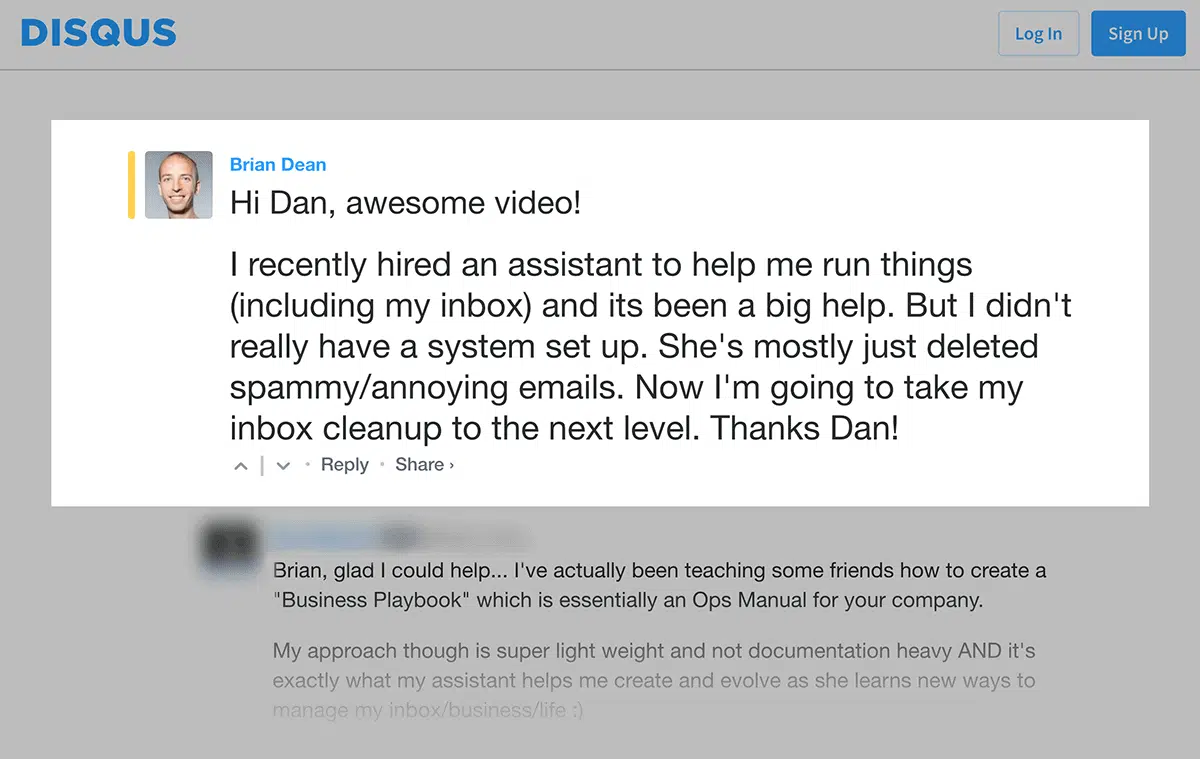 DISQUS
Log In
Sign Up
Brian Dean
Hi Dan, awesome video!
I recently hired an assistant to help me run things
(including my inbox) and its been a big help. But I didn't
really have a system set up. She's mostly just deleted
spammy/annoying emails. Now I'm going to take my
inbox cleanup to the next level. Thanks Dan!
Reply • Share ›
Brian, glad I could help... I've actually been teaching some friends how to create a
"Business Playbook" which is essentially an Ops Manual for your company.
My approach though is super light weight and not documentation heavy AND it's
exactly what my assistant helps me create and evolve as she learns new ways to
manage my inbox/business/life :)